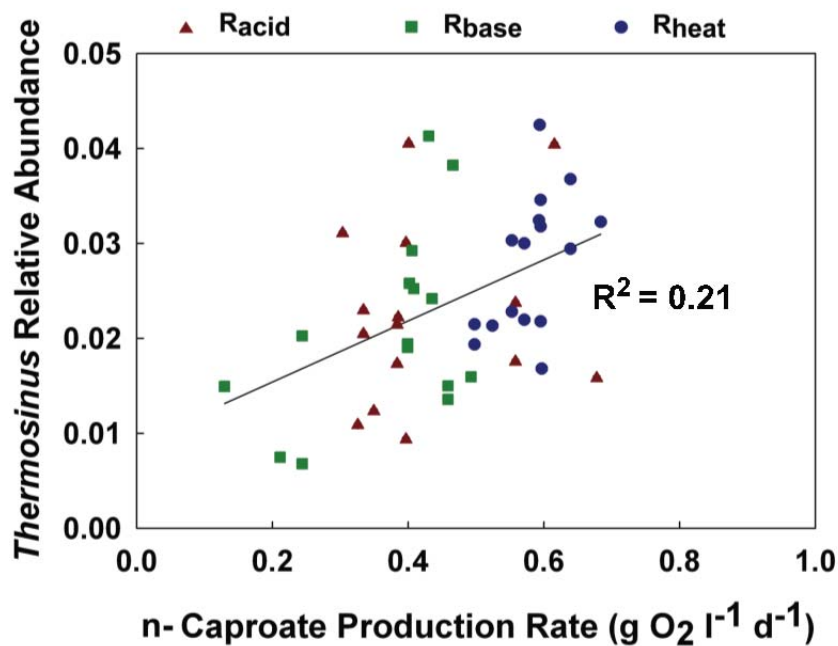 Racid Rbase Rheat
0.05
0.04
0.03
0.02
0.01
0.00
Thermosinus Relative Abundance
R² = 0.21
0.0 0.2 0.4 0.6 0.8 1.0
n- Caproate Production Rate (g O₂ l⁻¹ d⁻¹)